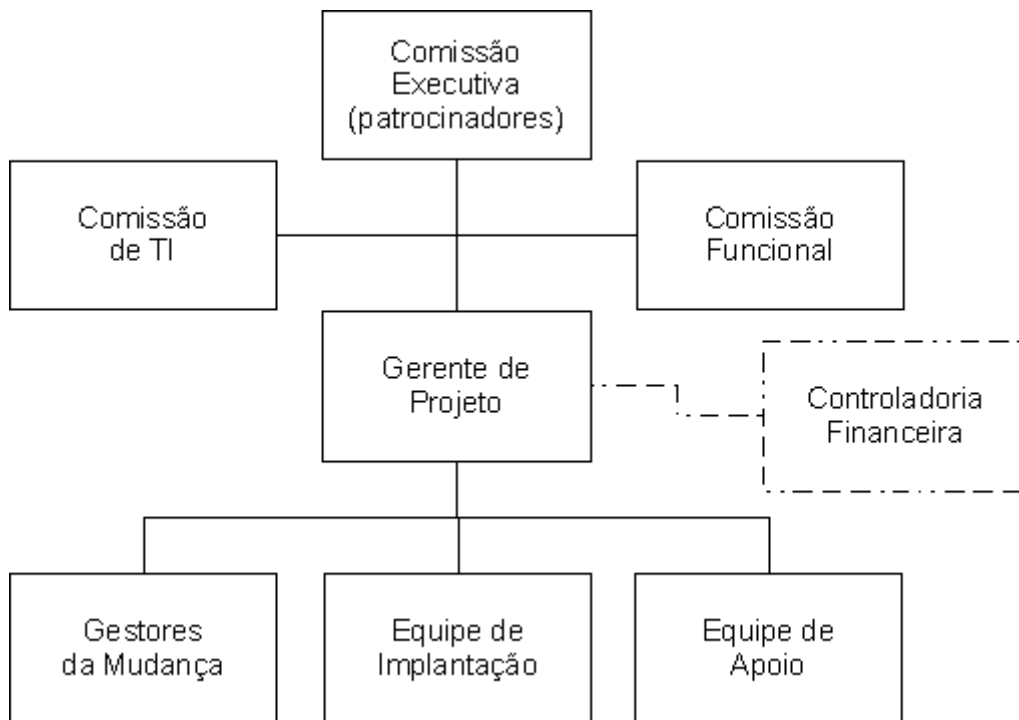 Comissão
Executiva
(patrocinadores)
Comissão
de TI
Comissão
Funcional
Gerente de
Projeto
Controladoria
Financeira
Gestores
da Mudança
Equipe de
Implantação
Equipe de
Apoio